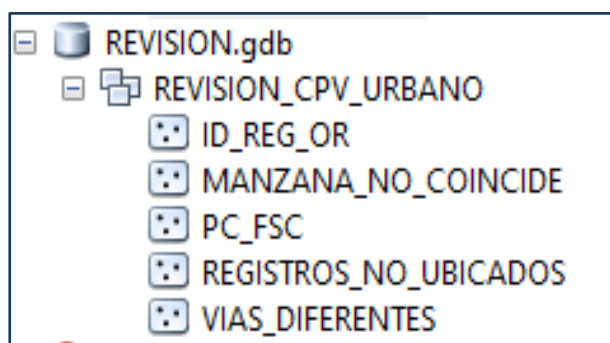 REVISION.gdb
REVISION_CPV_URBANO
ID_REG_OR
MANZANA_NO_COINCIDE
PC_FSC
REGISTROS_NO_UBICADOS
VIAS_DIFERENTES